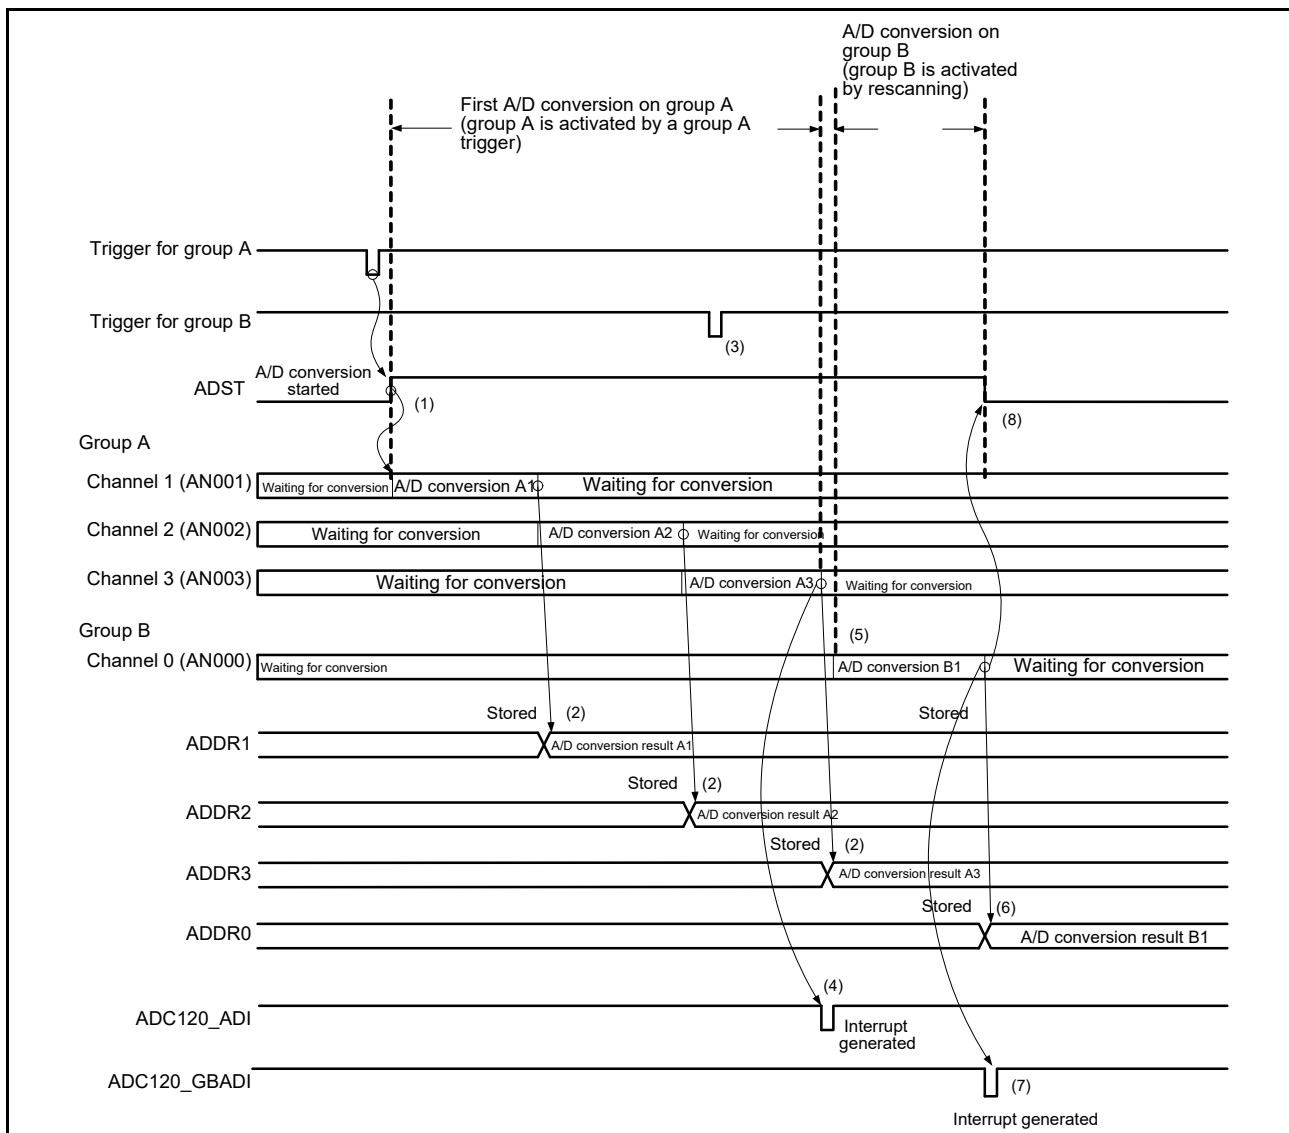 A/D conversion on
group B
(group B is activated
by rescanning)
First A/D conversion on group A
(group A is activated by a group A
trigger)
Trigger for group A
Trigger for group B
(3)
ADST
A/D conversion
started
(1)
(8)
Group A
Channel 1 (AN001)
Waiting for conversion
A/D conversion A1
Waiting for conversion
Channel 2 (AN002)
Waiting for conversion
A/D conversion A2
Waiting for conversion
Channel 3 (AN003)
Waiting for conversion
A/D conversion A3
Waiting for conversion
Group B
(5)
Channel 0 (AN000)
Waiting for conversion
A/D conversion B1
Waiting for conversion
Stored
(2)
Stored
ADDR1
A/D conversion result A1
Stored
(2)
ADDR2
A/D conversion result A2
Stored
(2)
ADDR3
A/D conversion result A3
Stored
(6)
ADDR0
A/D conversion result B1
(4)
ADC120_ADI
Interrupt
generated
ADC120_GBADI
(7)
Interrupt generated